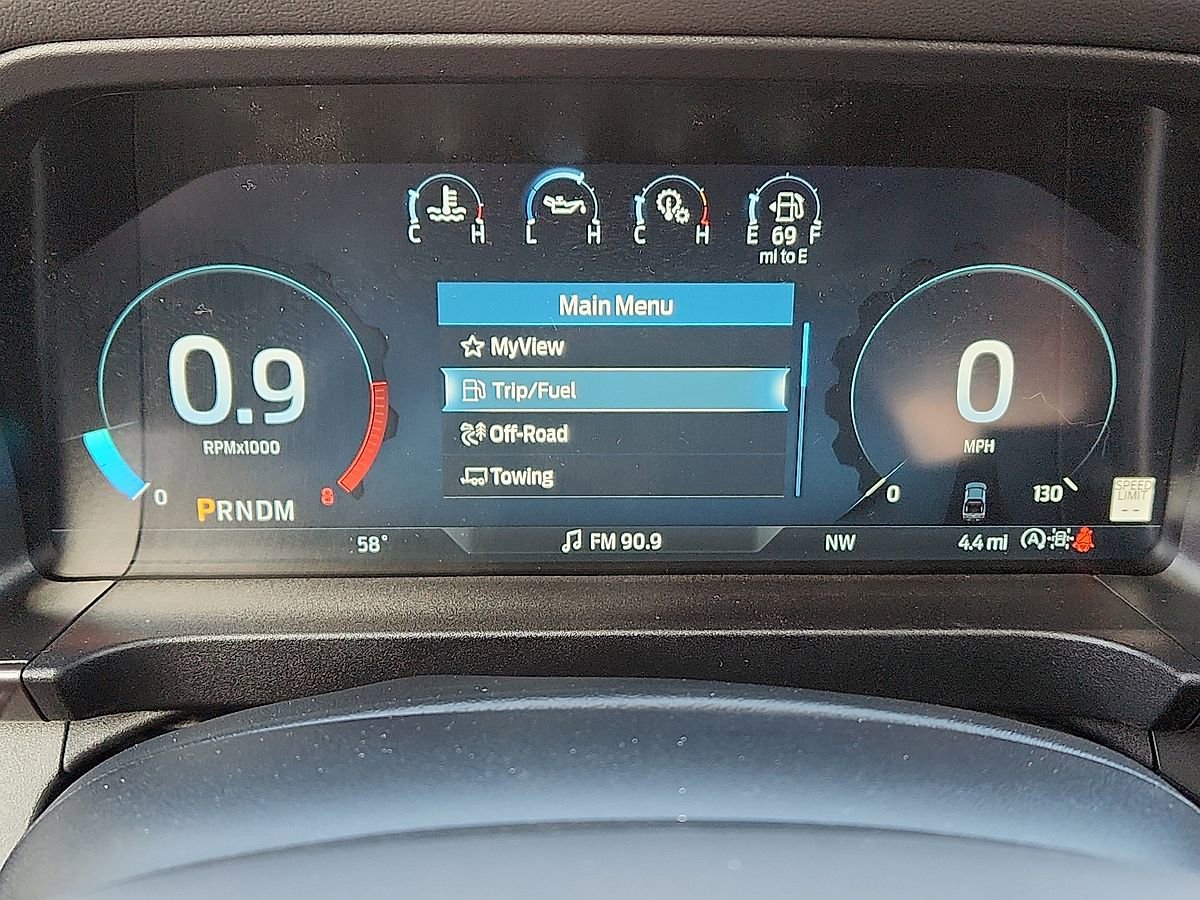 C H
L H
C H
E 69 F
mi to E
Main Menu
MyView
Trip/Fuel
Off-Road
Towing
0.9
RPMx1000
0
8
PRNDM
0
MPH
0
130
SPEED
LIMIT
--
58°
FM 90.9
NW
4.4 mi
A